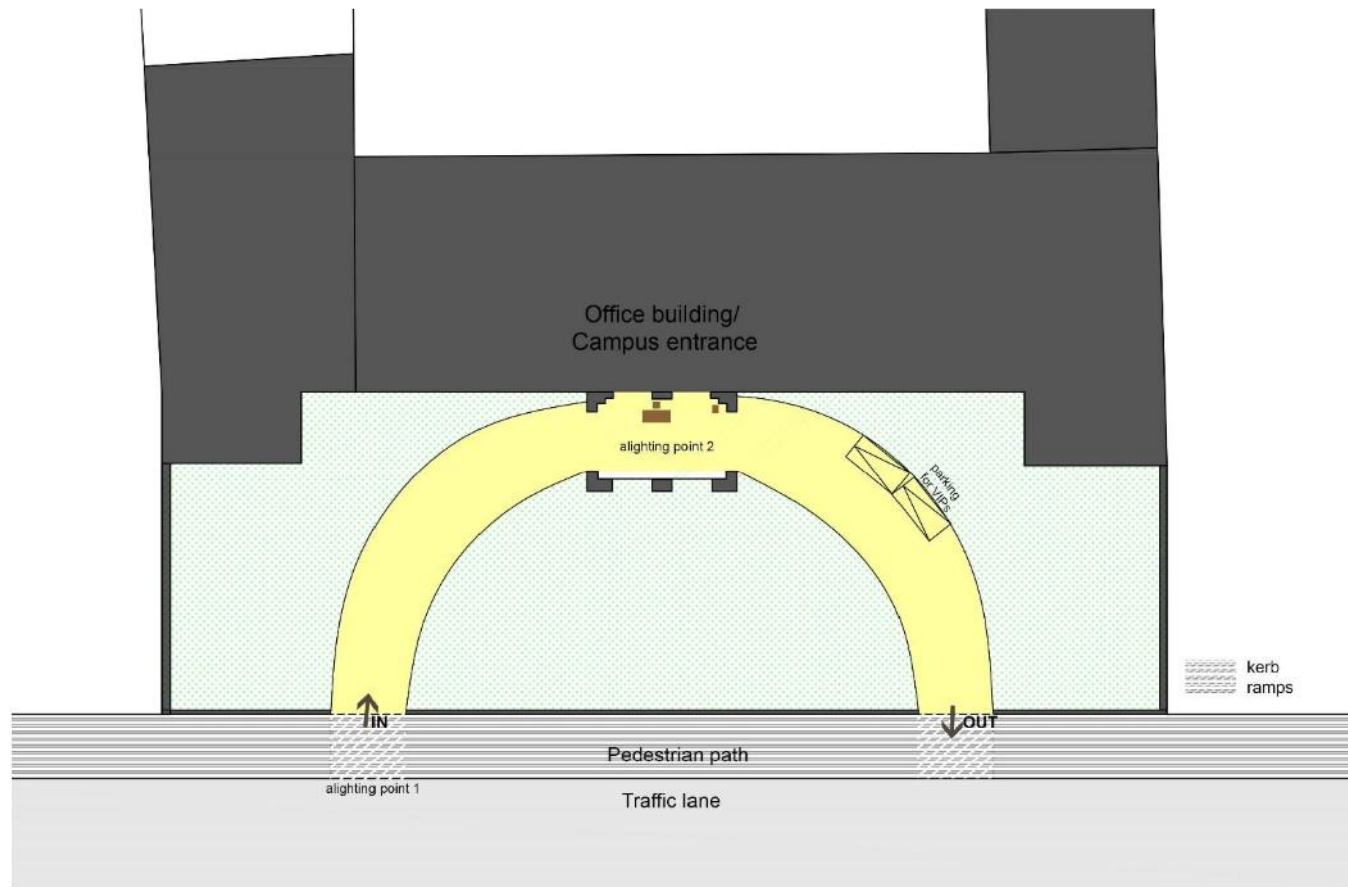 Office building/
Campus entrance
alighting point 2
parking
for VIPs
kerb
ramps
IN
OUT
Pedestrian path
alighting point 1
Traffic lane